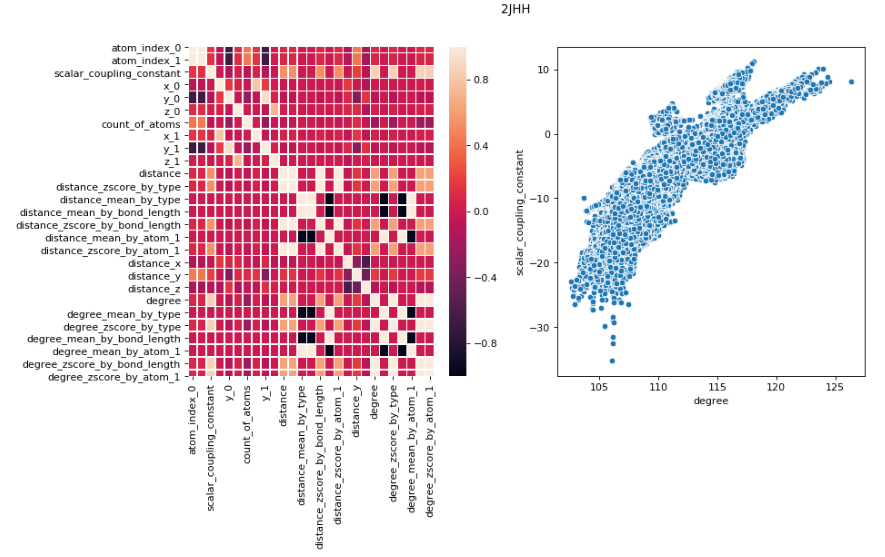 2JHH
atom_index_0
atom_index_1
scalar_coupling_constant
x_0
y_0
z_0
count_of_atoms
x_1
y_1
z_1
distance
distance_zscore_by_type
distance_mean_by_type
distance_mean_by_bond_length
distance_zscore_by_bond_length
distance_mean_by_atom_1
distance_zscore_by_atom_1
distance_x
distance_y
distance_z
degree
degree_mean_by_type
degree_zscore_by_type
degree_mean_by_bond_length
degree_mean_by_atom_1
degree_zscore_by_bond_length
degree_zscore_by_atom_1
atom_index_0
scalar_coupling_constant
y_0
count_of_atoms
y_1
distance
distance_mean_by_type
distance_zscore_by_bond_length
distance_zscore_by_atom_1
distance_y
degree
degree_zscore_by_type
degree_mean_by_atom_1
degree_zscore_by_atom_1
0.8
0.4
0.0
−0.4
−0.8
scalar_coupling_constant
10
0
−10
−20
−30
105
110
115
120
125
degree